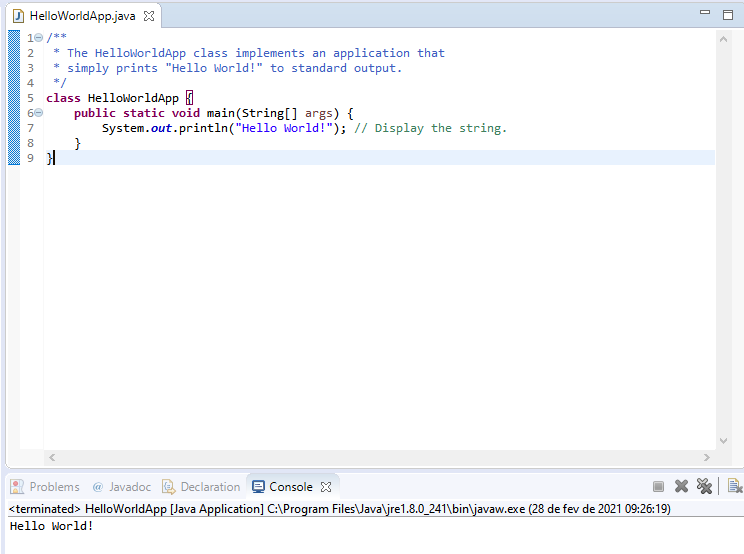 HelloWorldApp.java
1 /**
2  * The HelloWorldApp class implements an application that
3  * simply prints "Hello World!" to standard output.
4  */
5 class HelloWorldApp {
6     public static void main(String[] args) {
7         System.out.println("Hello World!"); // Display the string.
8     }
9 }
Problems @ Javadoc Declaration Console
<terminated> HelloWorldApp [Java Application] C:\Program Files\Java\jre1.8.0_241\bin\javaw.exe (28 de fev de 2021 09:26:19)
Hello World!